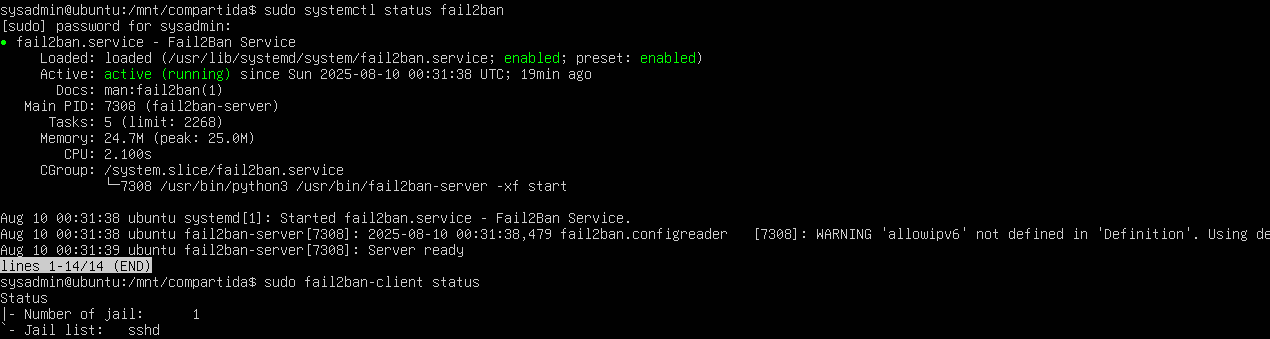 sysadmin@ubuntu:/mnt/compartida$ sudo systemctl status fail2ban
[sudo] password for sysadmin:
● fail2ban.service - Fail2Ban Service
     Loaded: loaded (/usr/lib/systemd/system/fail2ban.service; enabled; preset: enabled)
     Active: active (running) since Sun 2025-08-10 00:31:38 UTC; 19min ago
       Docs: man:fail2ban(1)
   Main PID: 7308 (fail2ban-server)
      Tasks: 5 (limit: 2268)
     Memory: 24.7M (peak: 25.0M)
        CPU: 2.100s
     CGroup: /system.slice/fail2ban.service
             └─7308 /usr/bin/python3 /usr/bin/fail2ban-server -xf start
Aug 10 00:31:38 ubuntu systemd[1]: Started fail2ban.service - Fail2Ban Service.
Aug 10 00:31:38 ubuntu fail2ban-server[7308]: 2025-08-10 00:31:38,479 fail2ban.configreader   [7308]: WARNING 'allowipv6' not defined in 'Definition'. Using de
Aug 10 00:31:39 ubuntu fail2ban-server[7308]: Server ready
lines 1-14/14 (END)
sysadmin@ubuntu:/mnt/compartida$ sudo fail2ban-client status
Status
|- Number of jail:      1
`- Jail list:   sshd